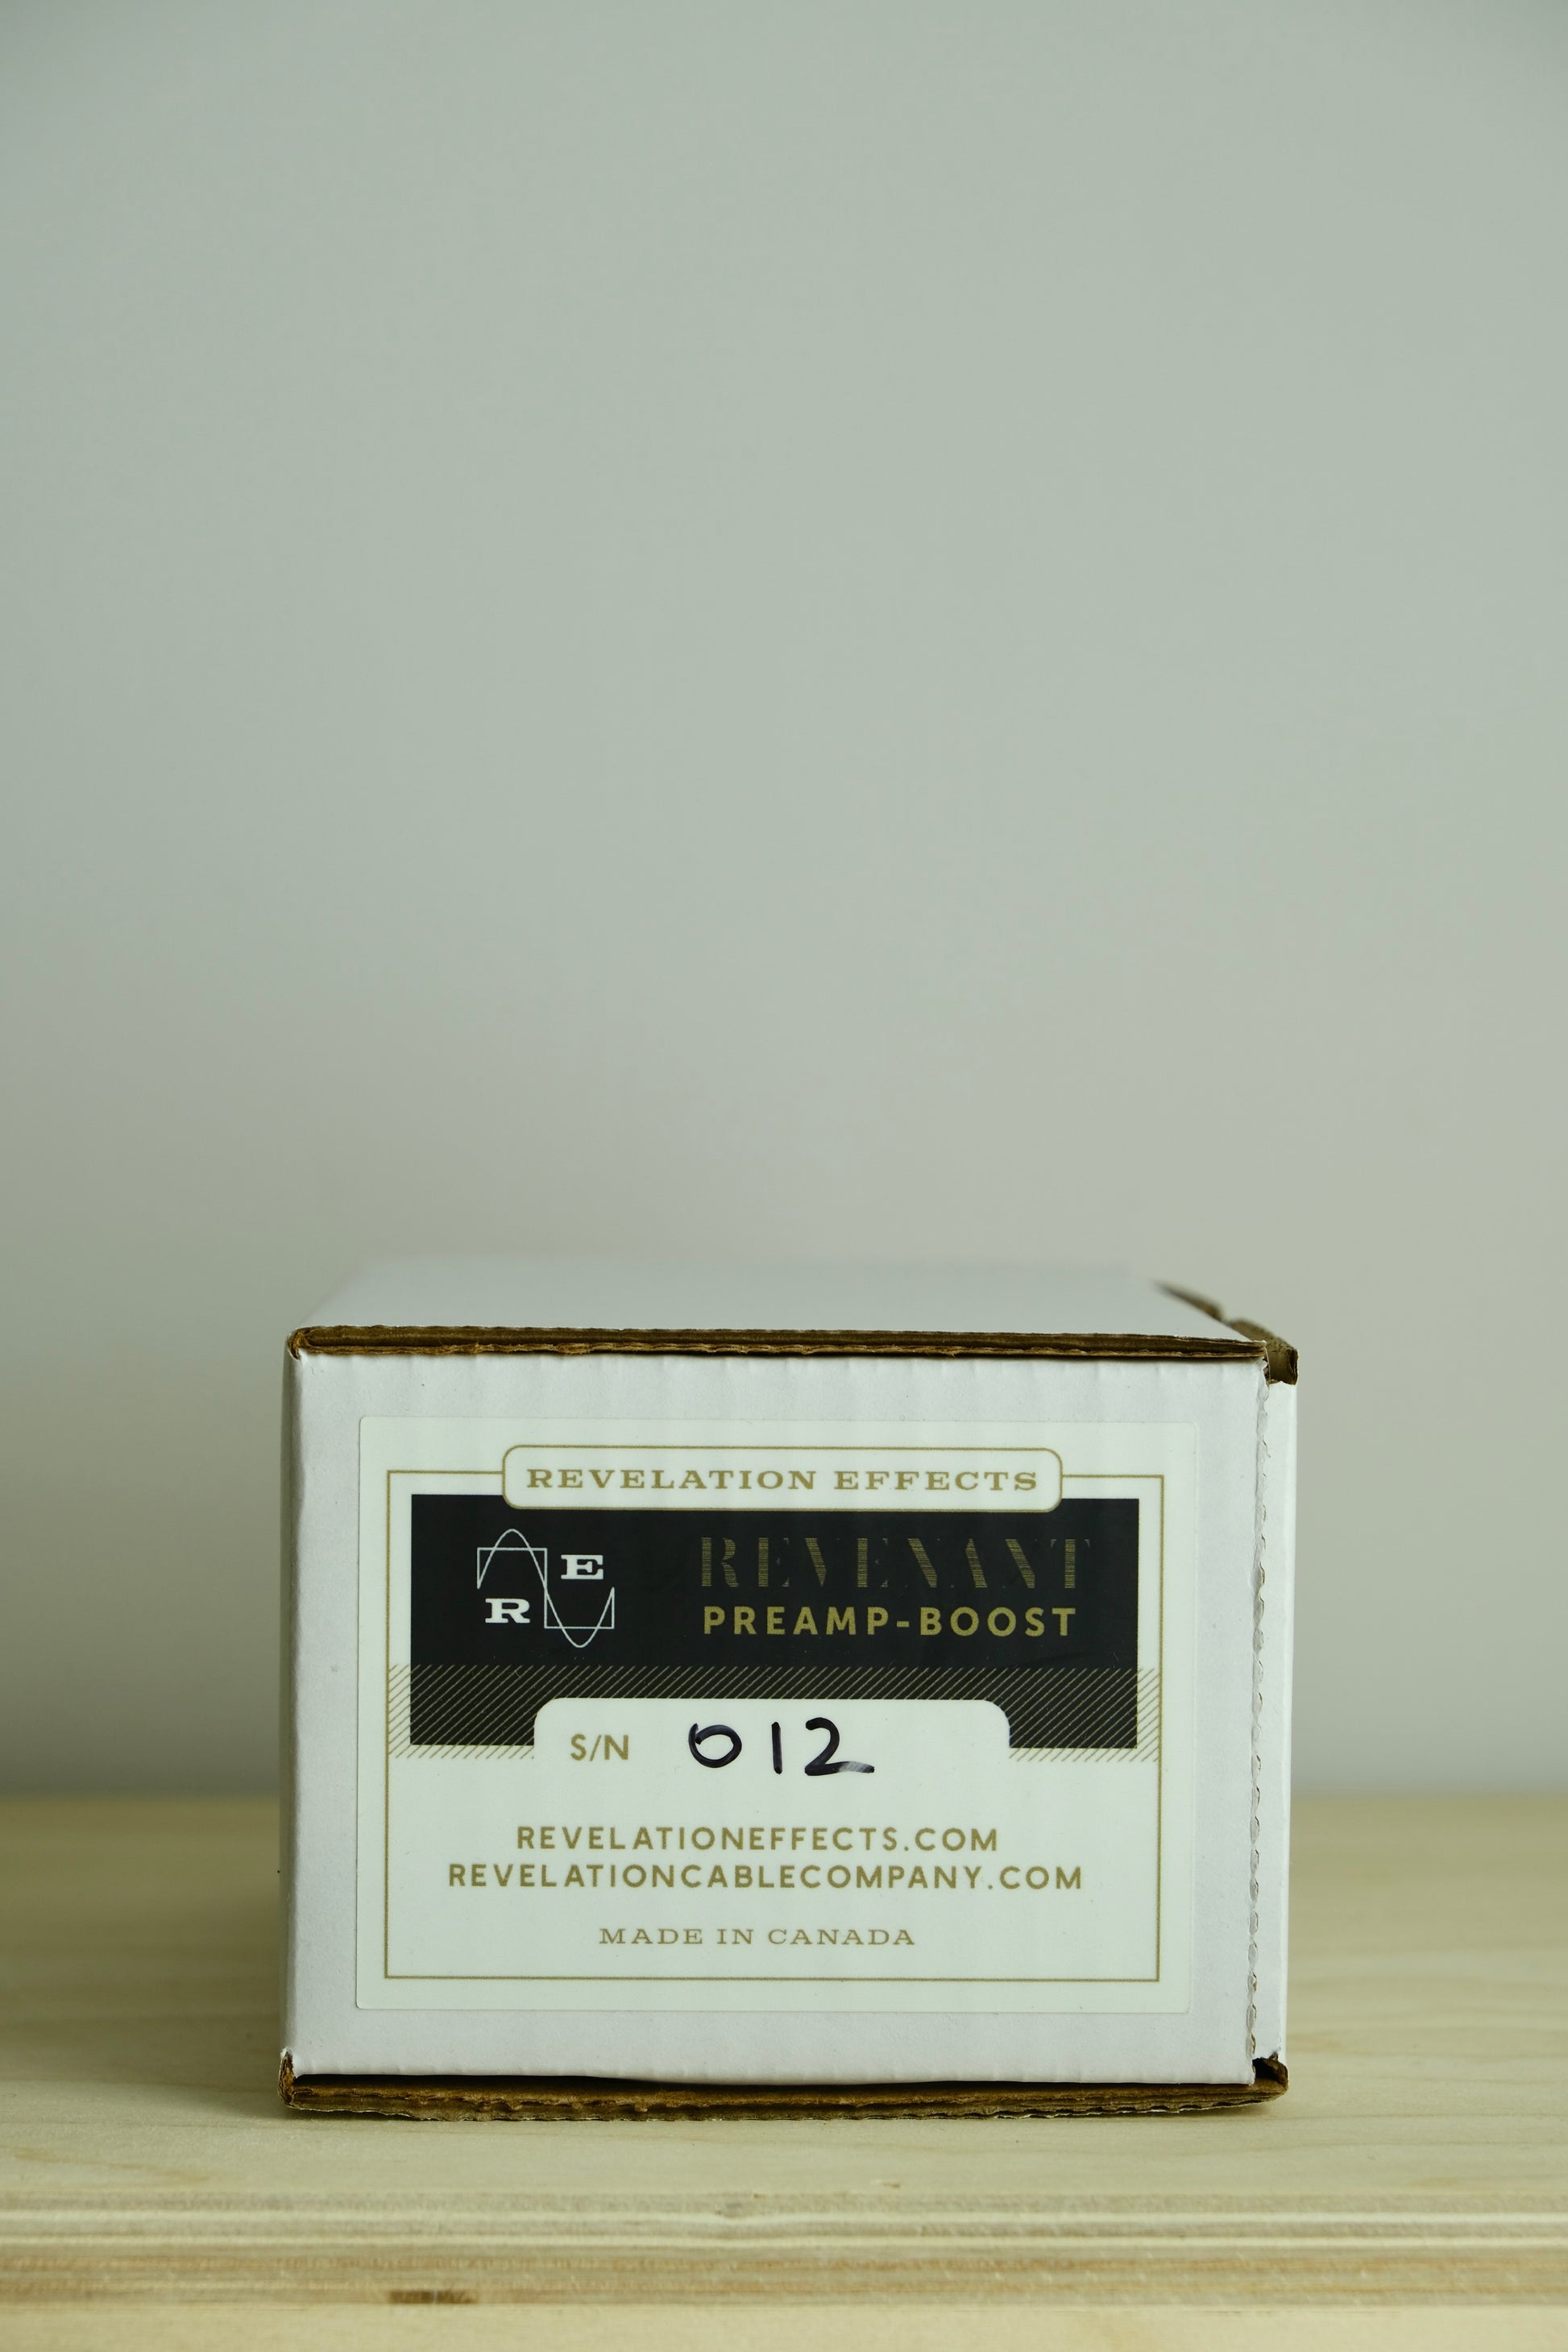 REVELATION EFFECTS
E
R
REVENANT
PREAMP-BOOST
S/N 012
REVELATIONEFFECTS.COM
REVELATIONCABLECOMPANY.COM
MADE IN CANADA